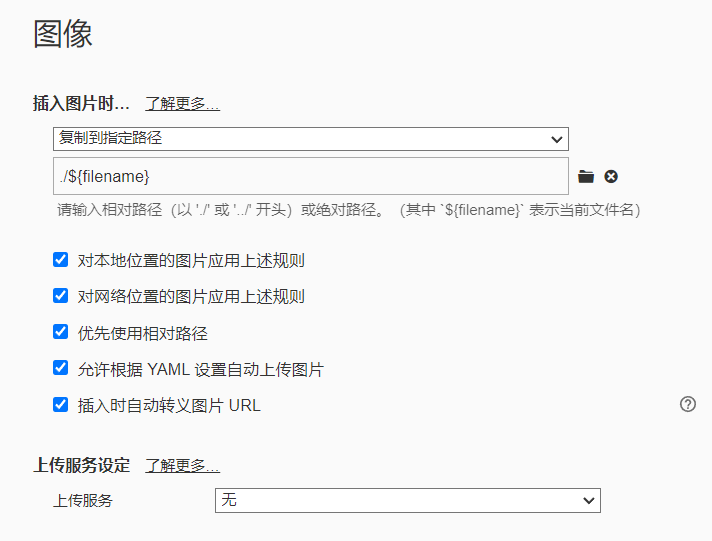 图像
插入图片时... 了解更多...
复制到指定路径
./${filename}
请输入相对路径（以 './' 或 '../' 开头）或绝对路径。（其中 `${filename}` 表示当前文件名）
对本地位置的图片应用上述规则
对网络位置的图片应用上述规则
优先使用相对路径
允许根据 YAML 设置自动上传图片
插入时自动转义图片 URL
上传服务设定 了解更多...
上传服务 无